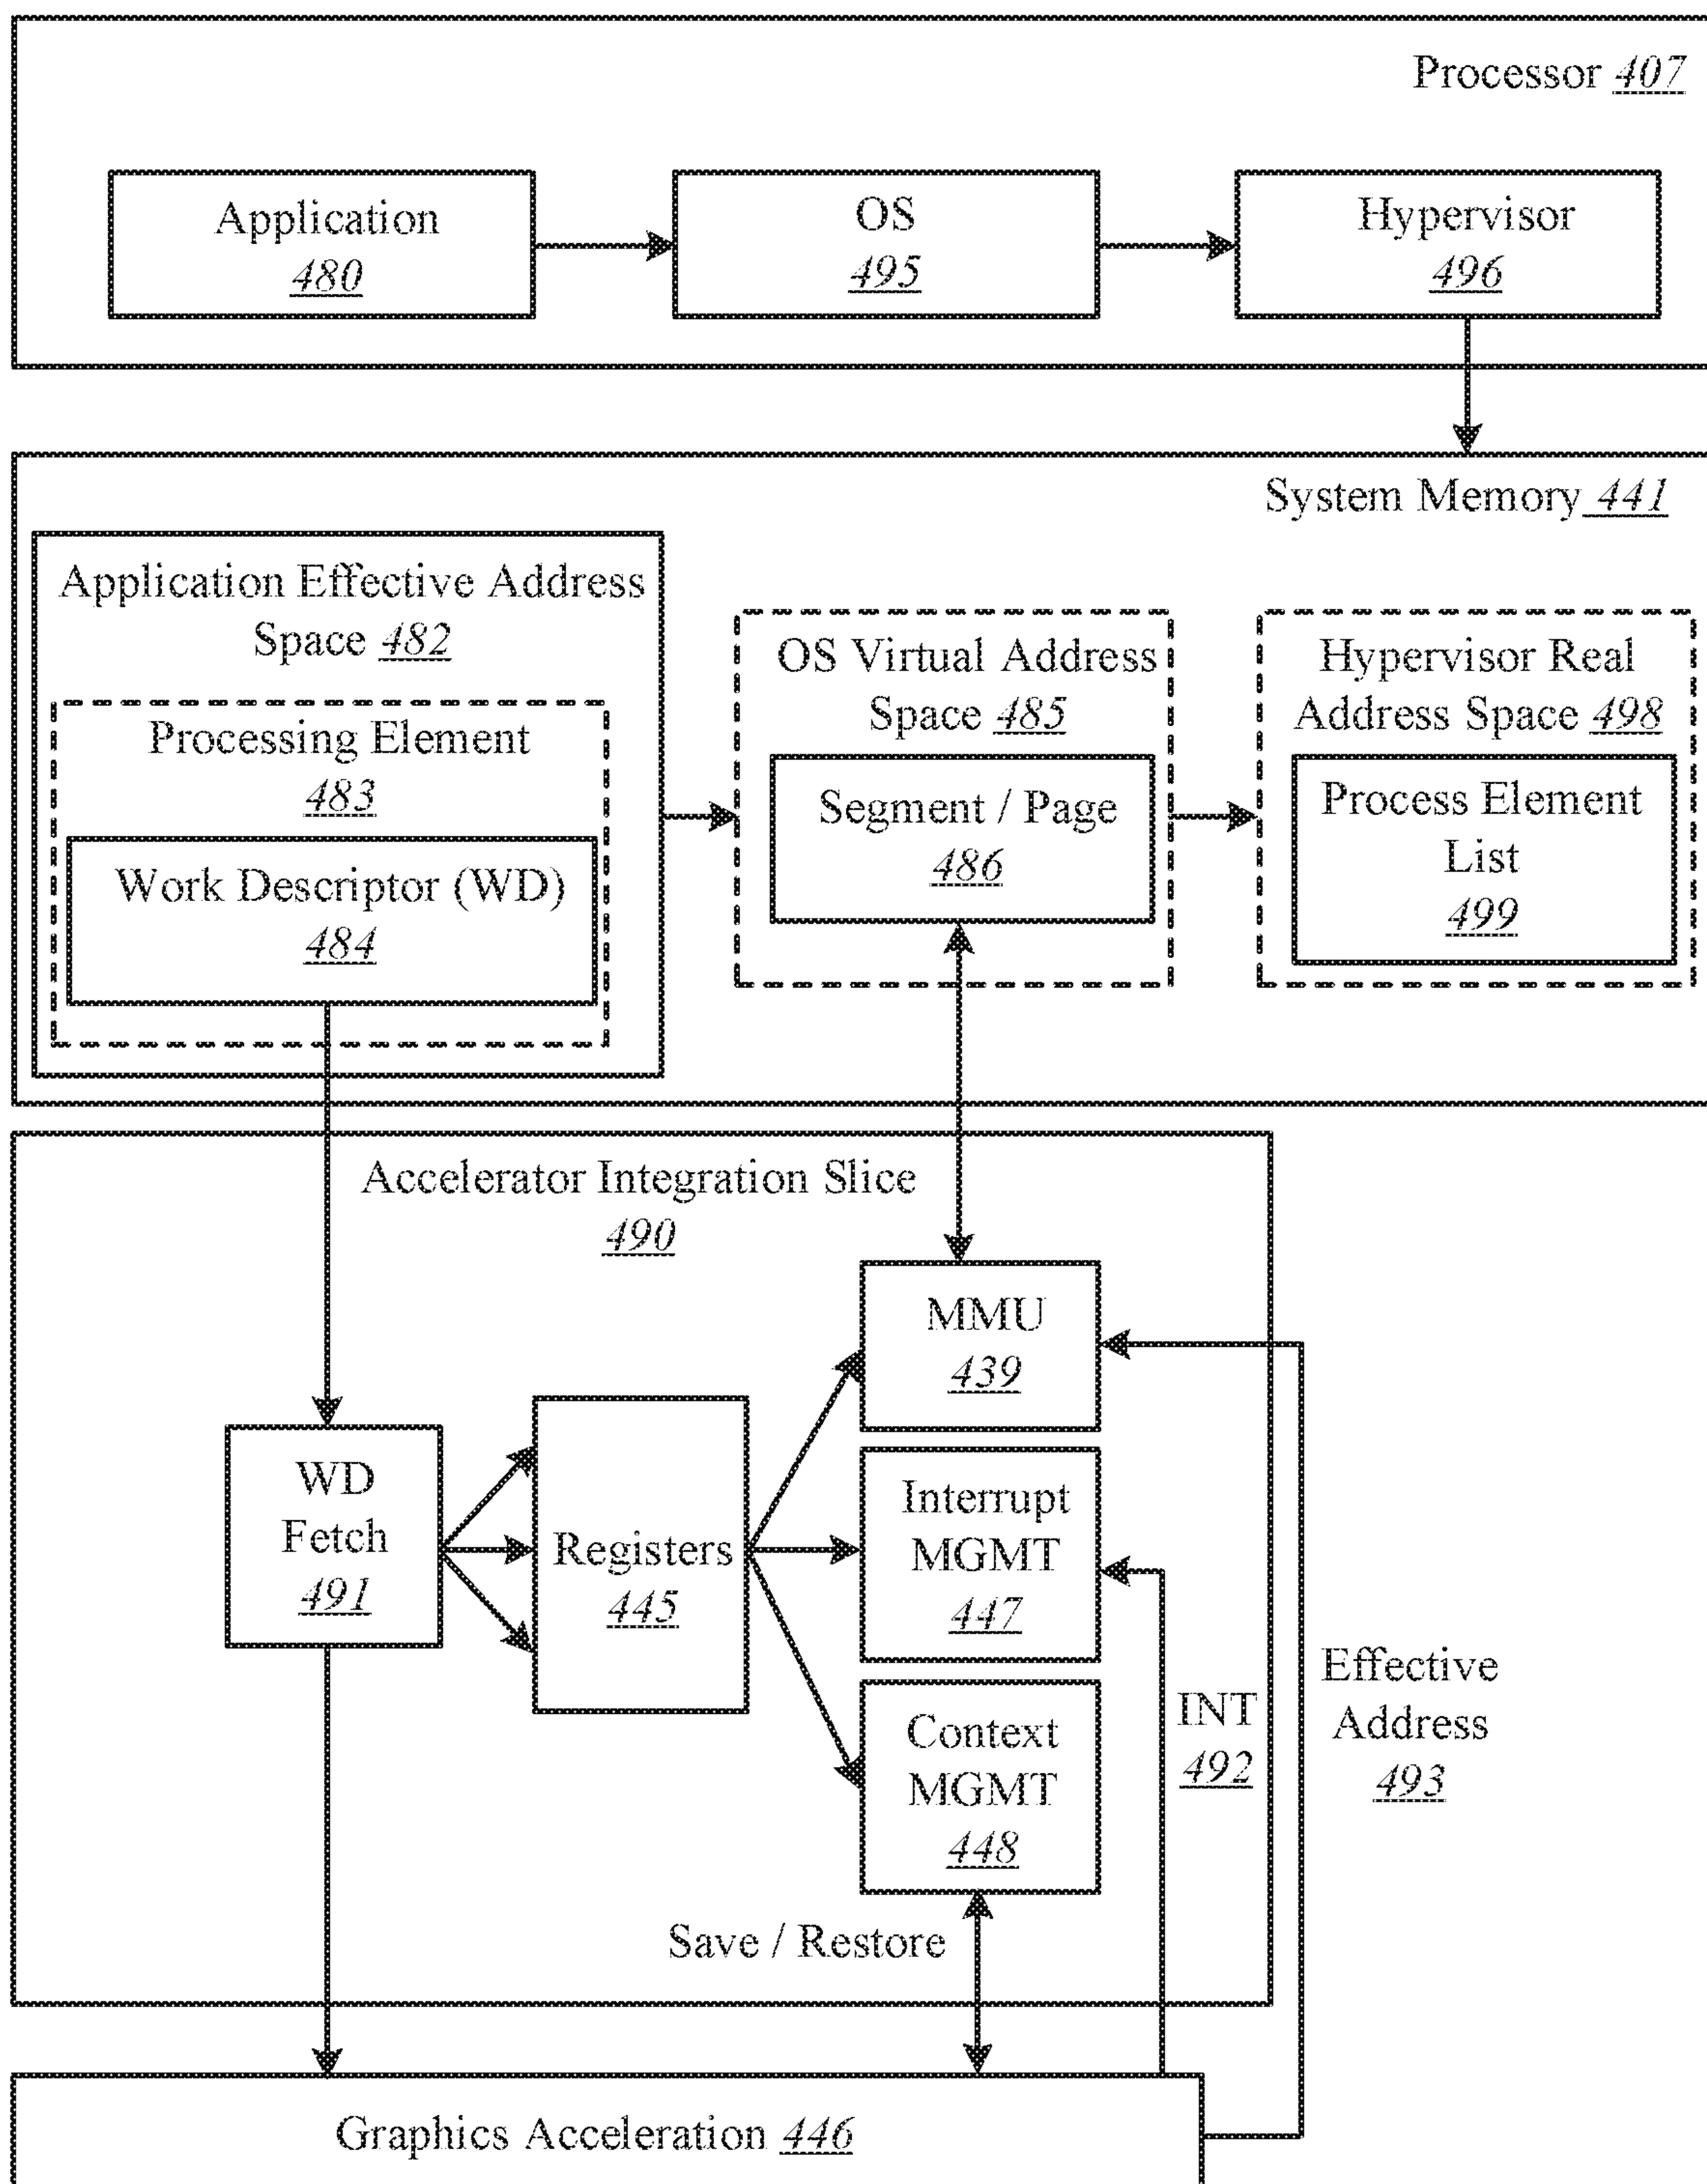 Processor 407
Application
480
OS
495
Hypervisor
496
System Memory 441
Application Effective Address
Space 482
Processing Element
483
Work Descriptor (WD)
484
OS Virtual Address
Space 485
Segment / Page
486
Hypervisor Real
Address Space 498
Process Element
List
499
Accelerator Integration Slice
490
MMU
439
WD
Fetch
491
Registers
445
Interrupt
MGMT
447
Context
MGMT
448
INT
492
Effective
Address
493
Save / Restore
Graphics Acceleration 446